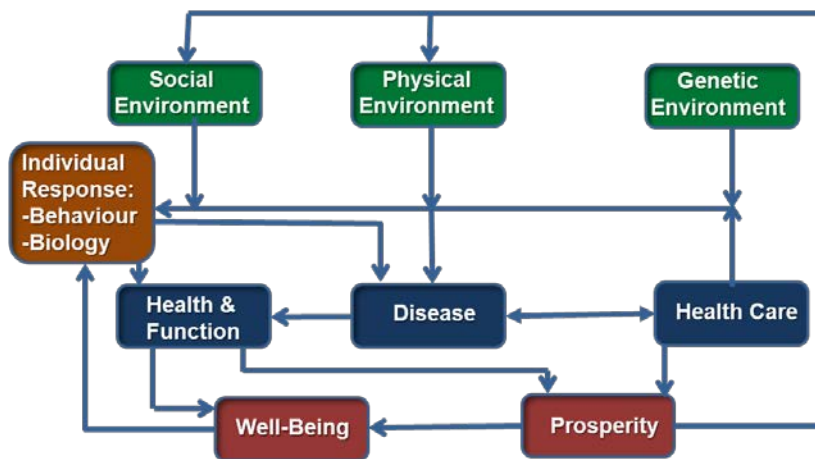 Social
Environment
Physical
Environment
Genetic
Environment
Individual
Response:
-Behaviour
-Biology
Health &
Function
Disease
Health Care
Well-Being
Prosperity